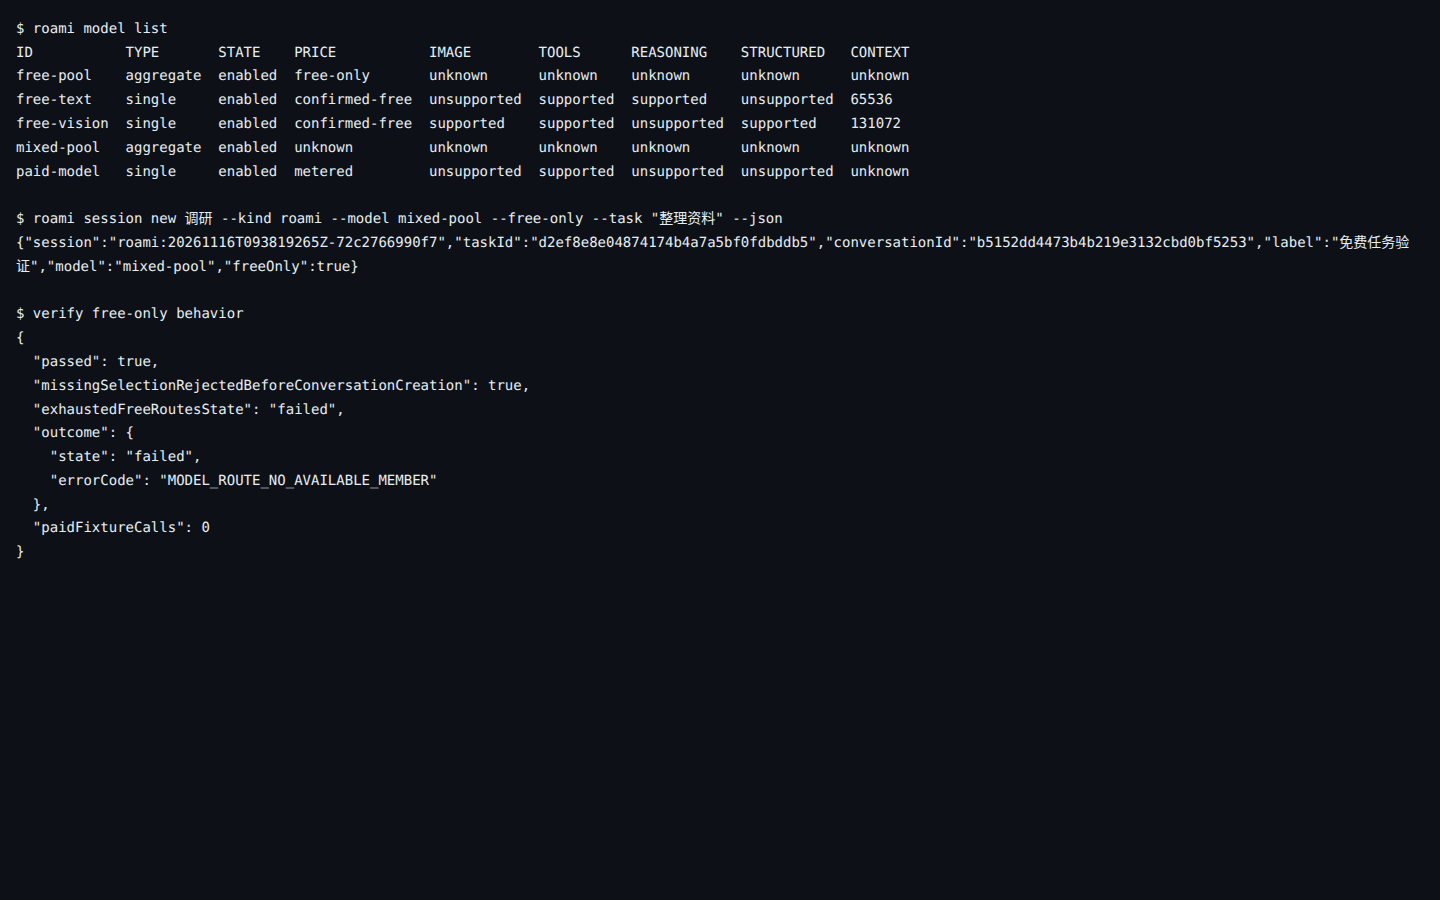 $ roami model list
ID           TYPE       STATE    PRICE           IMAGE        TOOLS      REASONING    STRUCTURED   CONTEXT
free-pool    aggregate  enabled  free-only       unknown      unknown    unknown      unknown      unknown
free-text    single     enabled  confirmed-free  unsupported  supported  supported    unsupported  65536
free-vision  single     enabled  confirmed-free  supported    supported  unsupported  supported    131072
mixed-pool   aggregate  enabled  unknown         unknown      unknown    unknown      unknown      unknown
paid-model   single     enabled  metered         unsupported  supported  unsupported  unsupported  unknown
$ roami session new 调研 --kind roami --model mixed-pool --free-only --task "整理资料" --json
{"session":"roami:20261116T093819265Z-72c2766990f7","taskId":"d2ef8e8e04874174b4a7a5bf0fdbddb5","conversationId":"b5152dd4473b4b219e3132cbd0bf5253","label":"免费任务验
证","model":"mixed-pool","freeOnly":true}
$ verify free-only behavior
{
  "passed": true,
  "missingSelectionRejectedBeforeConversationCreation": true,
  "exhaustedFreeRoutesState": "failed",
  "outcome": {
    "state": "failed",
    "errorCode": "MODEL_ROUTE_NO_AVAILABLE_MEMBER"
  },
  "paidFixtureCalls": 0
}